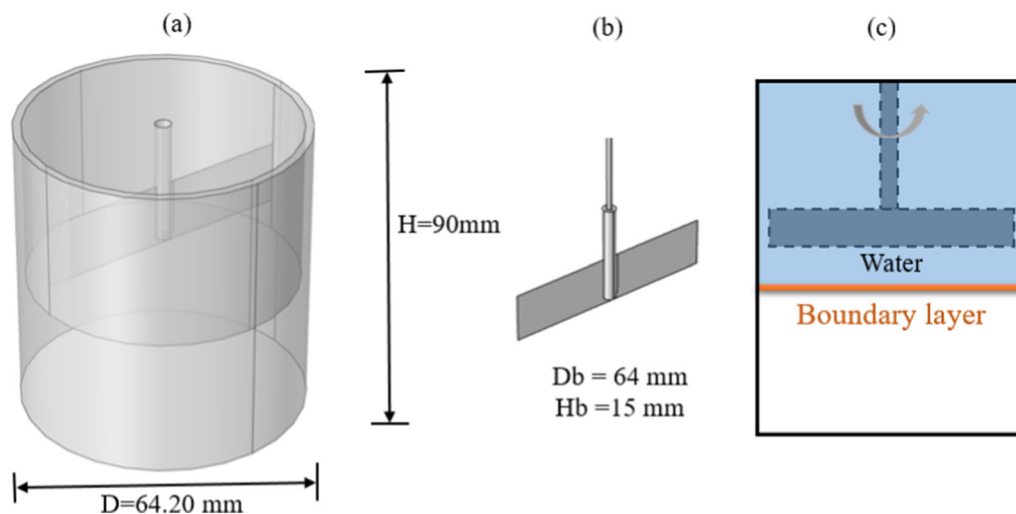 (a)
(b)
(c)
H=90mm
Water
Boundary layer
Db = 64 mm
Hb =15 mm
D=64.20 mm